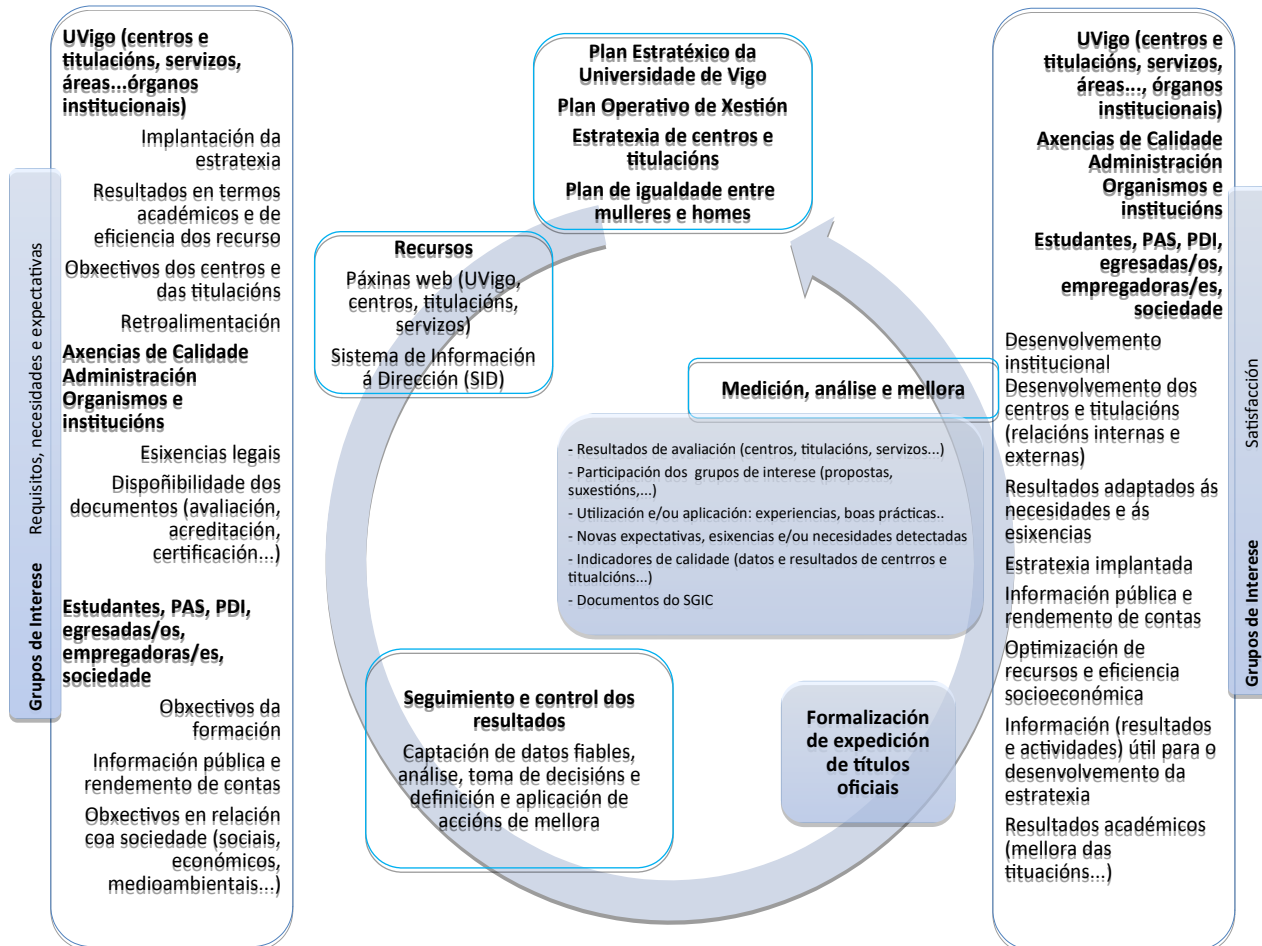 Grupos de Interese Requisitos, necesidades e expectativas
UVigo (centros e
titulacións, servizos,
áreas...órganos
institucionais)
Implantación da
estratexia
Resultados en termos
académicos e de
eficiencia dos recurso
Obxectivos dos centros e
das titulacións
Retroalimentación
Axencias de Calidade
Administración
Organismos e
institucións
Esixencias legais
Dispoñibilidade dos
documentos (avaliación,
acreditación,
certificación...)
Estudantes, PAS, PDI,
egresadas/os,
empregadoras/es,
sociedade
Obxectivos da
formación
Información pública e
rendemento de contas
Obxectivos en relación
coa sociedade (sociais,
económicos,
medioambientais...)
Plan Estratéxico da
Universidade de Vigo
Plan Operativo de Xestión
Estratexia de centros e
titulacións
Plan de igualdade entre
mulleres e homes
Recursos
Páxinas web (UVigo,
centros, titulacións,
servizos)
Sistema de Información
á Dirección (SID)
Medición, análise e mellora
- Resultados de avaliación (centros, titulacións, servizos...)
- Participación dos grupos de interese (propostas,
suxestións,...)
- Utilización e/ou aplicación: experiencias, boas prácticas..
- Novas expectativas, esixencias e/ou necesidades detectadas
- Indicadores de calidade (datos e resultados de centrros e
titualcións...)
- Documentos do SGIC
Seguimiento e control dos
resultados
Captación de datos fiables,
análise, toma de decisións e
definición e aplicación de
accións de mellora
Formalización
de expedición
de títulos
oficiais
UVigo (centros e
titulacións, servizos,
áreas..., órganos
institucionais)
Axencias de Calidade
Administración
Organismos e
institucións
Estudantes, PAS, PDI,
egresadas/os,
empregadoras/es,
sociedade
Desenvolvemento
institucional
Desenvolvemento dos
centros e titulacións
(relacións internas e
externas)
Resultados adaptados ás
necesidades e ás
esixencias
Estratexia implantada
Información pública e
rendemento de contas
Optimización de
recursos e eficiencia
socioeconómica
Información (resultados
e actividades) útil para o
desenvolvemento da
estratexia
Resultados académicos
(mellora das
tituacións...)
Grupos de Interese Satisfacción